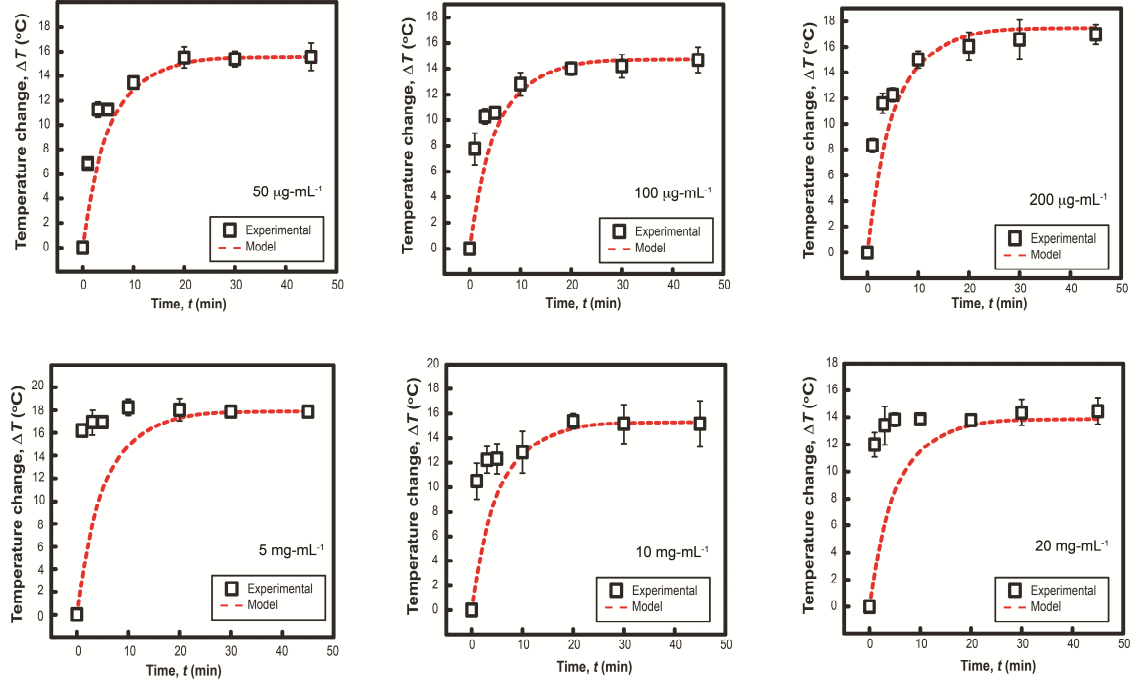 Temperature change, ΔT (°C)
18
16
14
12
10
8
6
4
2
0
50 µg-mL-1
Experimental
Model
0 10 20 30 40 50
Time, t (min)
Temperature change, ΔT (°C)
20
18
16
14
12
10
8
6
4
2
0
100 µg-mL-1
Experimental
Model
0 10 20 30 40 50
Time, t (min)
Temperature change, ΔT (°C)
18
16
14
12
10
8
6
4
2
0
200 µg-mL-1
Experimental
Model
0 10 20 30 40 50
Time, t (min)
Temperature change, ΔT (°C)
20
18
16
14
12
10
8
6
4
2
0
5 mg-mL-1
Experimental
Model
0 10 20 30 40 50
Time, t (min)
Temperature change, ΔT (°C)
20
18
16
14
12
10
8
6
4
2
0
10 mg-mL-1
Experimental
Model
0 10 20 30 40 50
Time, t (min)
Temperature change, ΔT (°C)
18
16
14
12
10
8
6
4
2
0
20 mg-mL-1
Experimental
Model
0 10 20 30 40 50
Time, t (min)